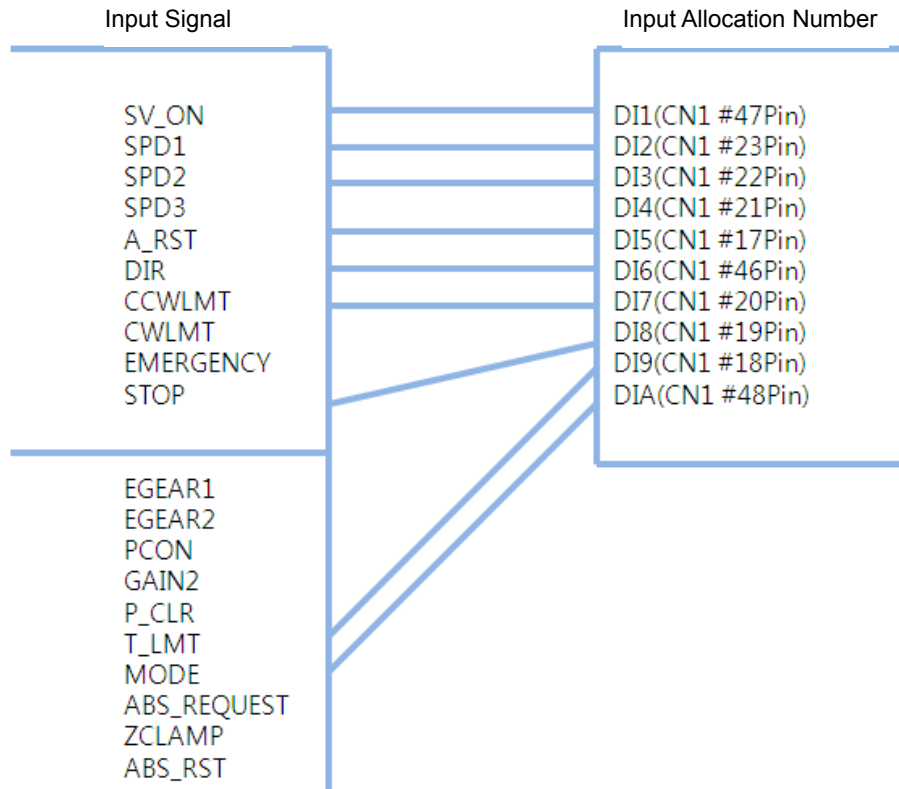 Input Signal
Input Allocation Number
SV_ON
SPD1
SPD2
SPD3
A_RST
DIR
CCWLMT
CWLMT
EMERGENCY
STOP
EGEAR1
EGEAR2
PCON
GAIN2
P_CLR
T_LMT
MODE
ABS_REQUEST
ZCLAMP
ABS_RST
DI1(CN1 #47Pin)
DI2(CN1 #23Pin)
DI3(CN1 #22Pin)
DI4(CN1 #21Pin)
DI5(CN1 #17Pin)
DI6(CN1 #46Pin)
DI7(CN1 #20Pin)
DI8(CN1 #19Pin)
DI9(CN1 #18Pin)
DIA(CN1 #48Pin)